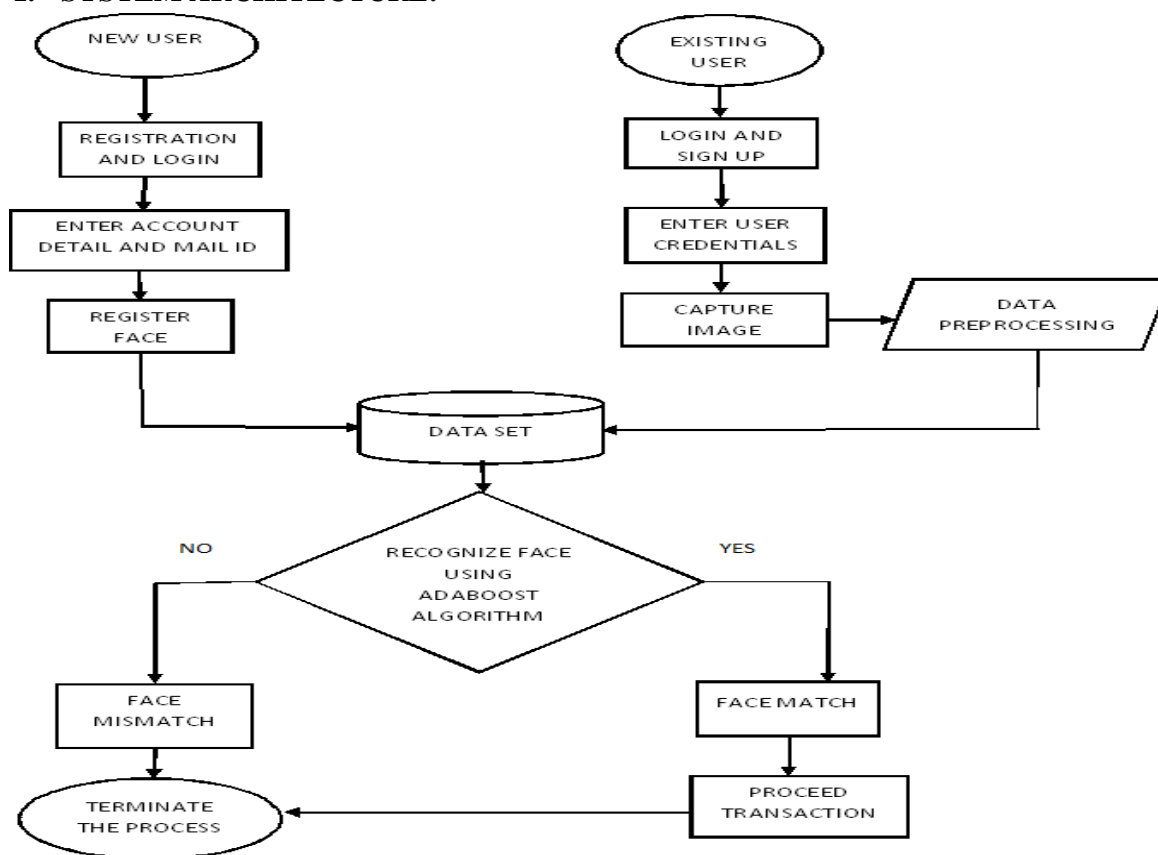 NEW USER
REGISTRATION
AND LOGIN
ENTER ACCOUNT
DETAIL AND MAIL ID
REGISTER
FACE
EXISTING
USER
LOGIN AND
SIGN UP
ENTER USER
CREDENTIALS
CAPTURE
IMAGE
DATA
PREPROCESSING
DATA SET
RECOGNIZE FACE
USING
ADABOOST
ALGORITHM
NO
YES
FACE
MISMATCH
FACE MATCH
TERMINATE
THE PROCESS
PROCEED
TRANSACTION